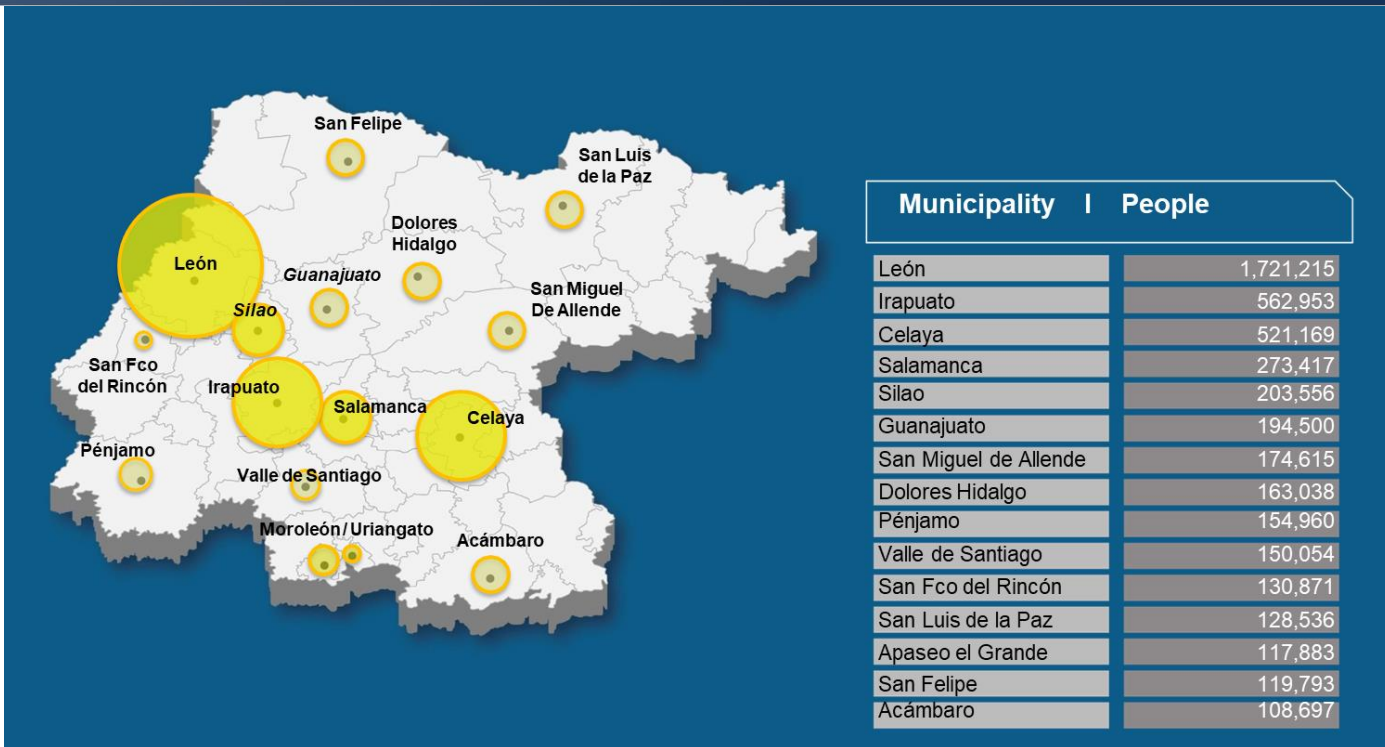 San Felipe
San Luis
de la Paz
Dolores
Hidalgo
León
Guanajuato
San Miguel
De Allende
Sílao
San Fco
del Rincón
Irapuato
Salamanca
Celaya
Pénjamo
Valle de Santiago
Moroleón/Uriangato
Acámbaro
Municipality I People
León 1,721,215
Irapuato 562,953
Celaya 521,169
Salamanca 273,417
Silao 203,556
Guanajuato 194,500
San Miguel de Allende 174,615
Dolores Hidalgo 163,038
Pénjamo 154,960
Valle de Santiago 150,054
San Fco del Rincón 130,871
San Luis de la Paz 128,536
Apaseo el Grande 117,883
San Felipe 119,793
Acámbaro 108,697